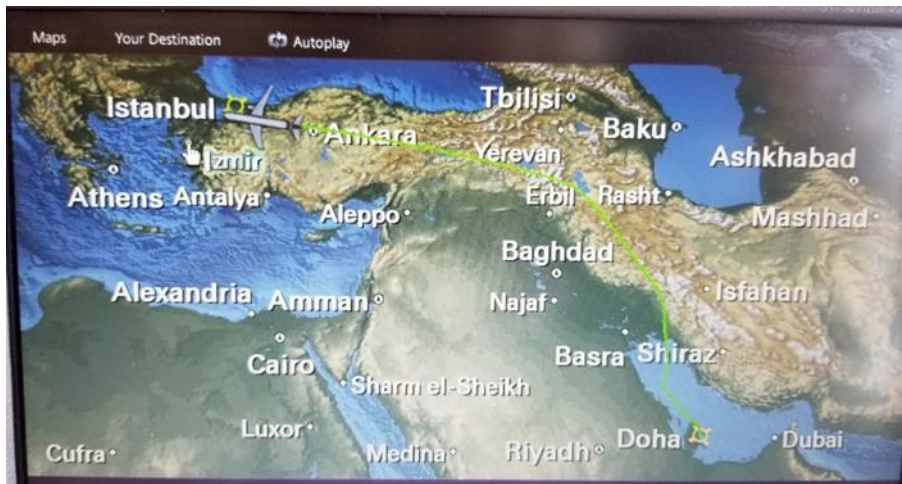 Maps
Your Destination
Autoplay
Istanbul
Tbilisi
Baku
Ankara
Yerevan
Izmir
Ashkhabad
Athens
Antalya
Erbil
Rasht
Aleppo
Mashhad
Baghdad
Alexandria
Amman
Najaf
Isfahan
Cairo
Basra
Shiraz
Sharm el-Sheikh
Luxor
Doha
Dubai
Cufra
Medina
Riyadh